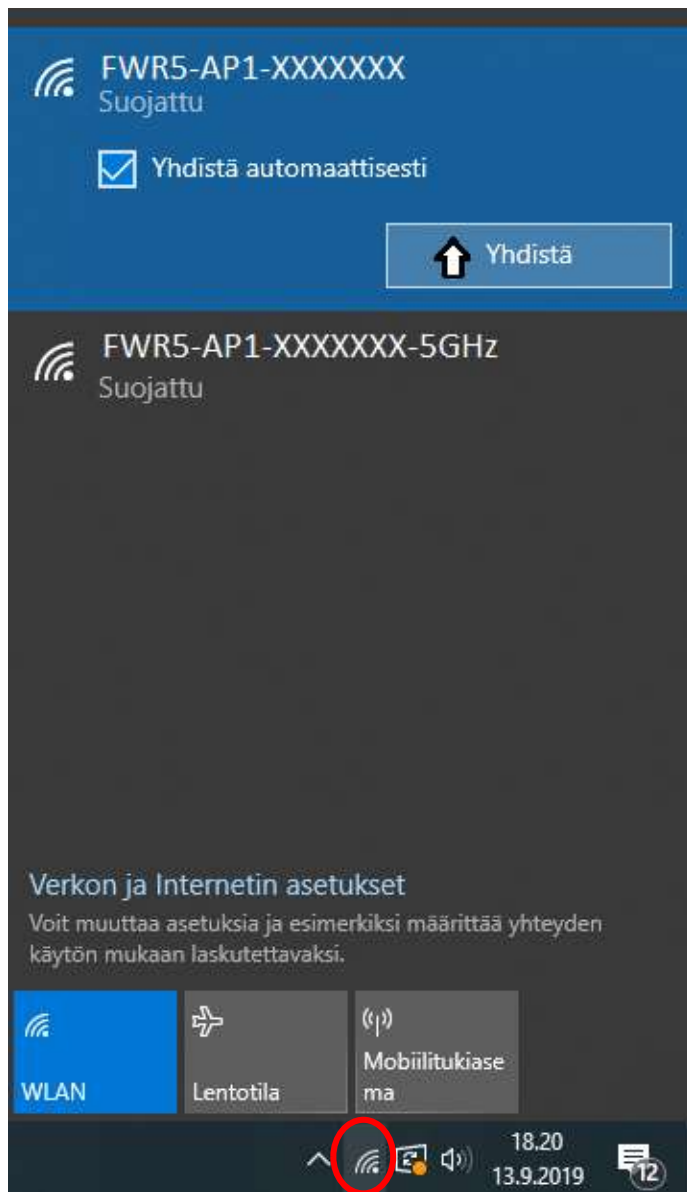 FWR5-AP1-XXXXXXX
Suojattu
Yhdistä automaattisesti
Yhdistä
FWR5-AP1-XXXXXXX-5GHz
Suojattu
Verkon ja Internetin asetukset
Voit muuttaa asetuksia ja esimerkiksi määrittää yhteyden
käytön mukaan laskutettavaksi.
WLAN
Lentotila
Mobiilitukiase
ma
18.20
13.9.2019
12